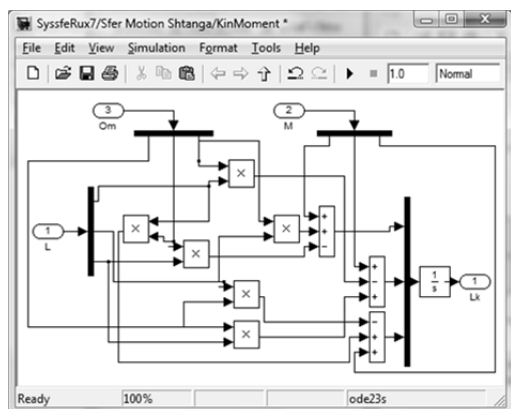 SyssfeRux7/Sfer Motion Shtanga/KinMoment *
File Edit View Simulation Format Tools Help
1.0 Normal
3
Om
2
M
×
1
L
×
×
+
+
−
×
+
−
+
1
s
1
Lk
×
−
+
+
×
Ready 100% ode23s